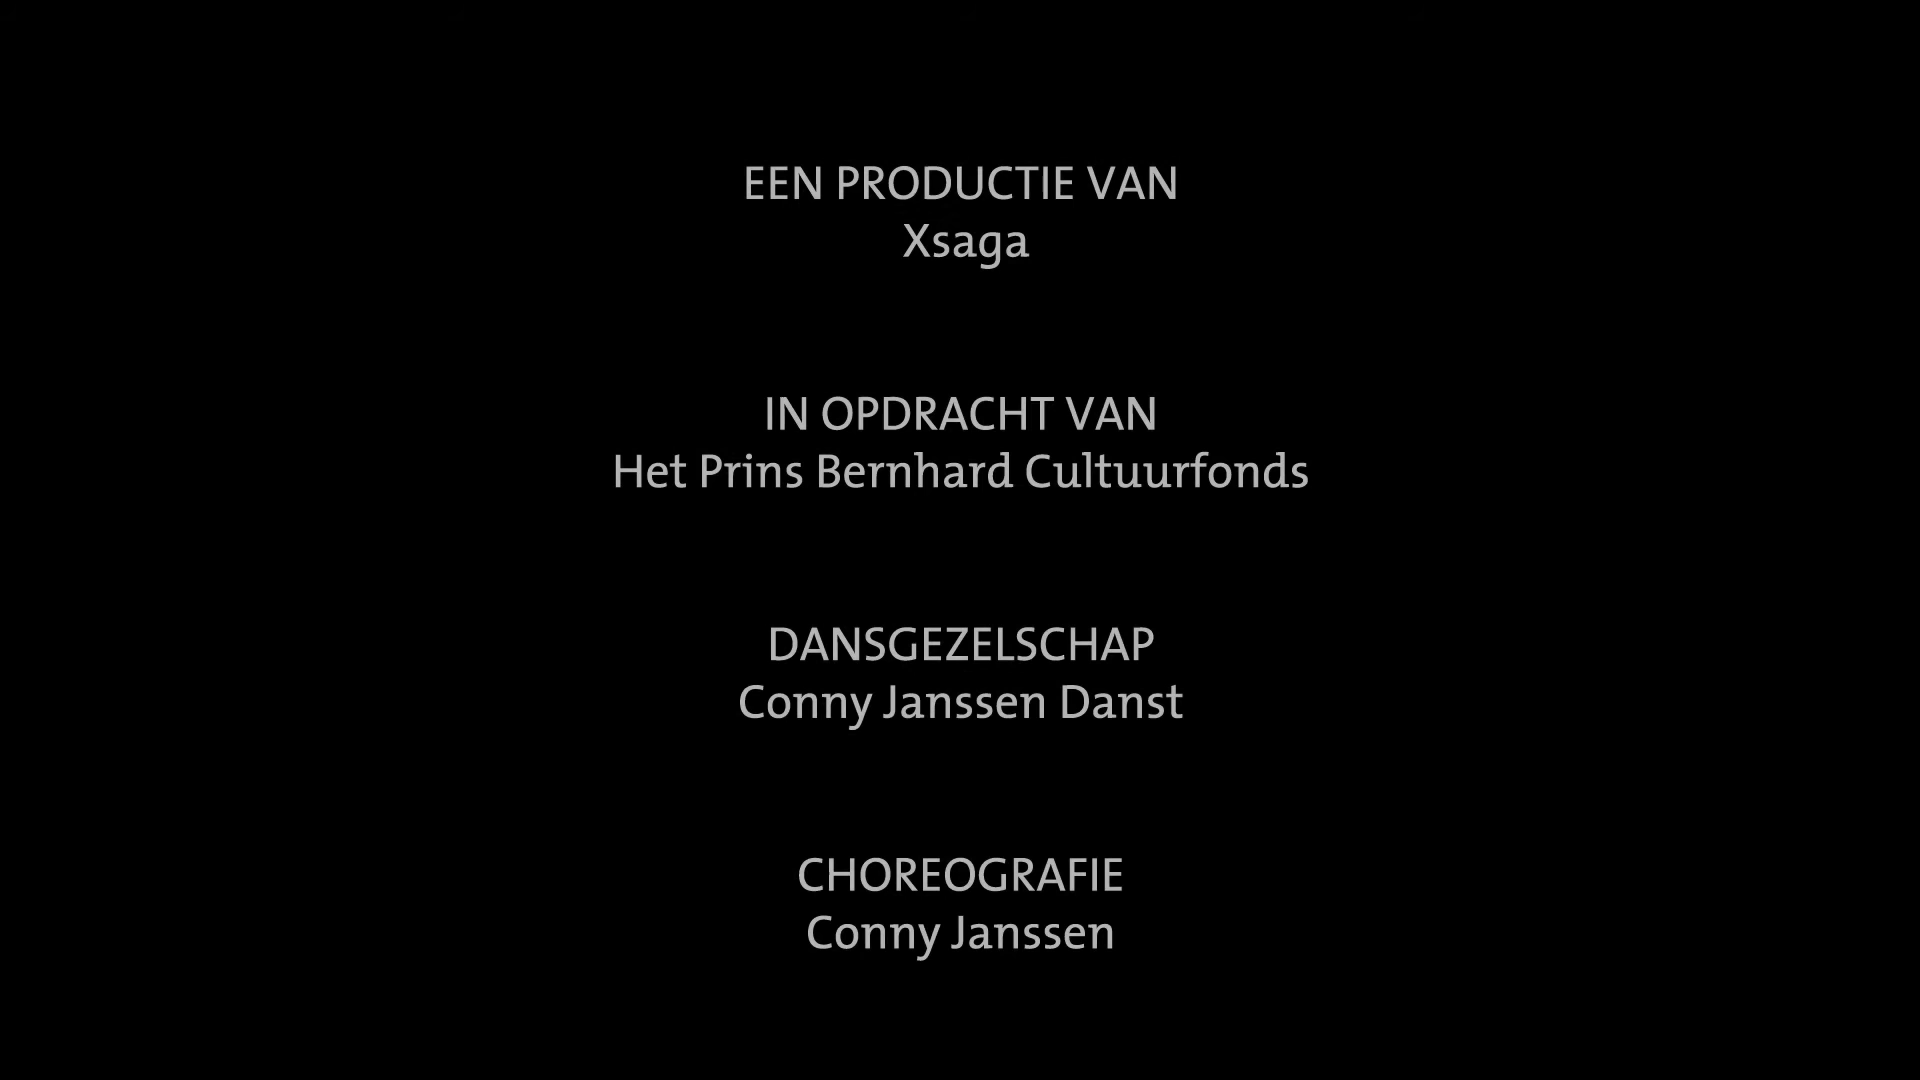 EEN PRODUCTIE VAN
Xsaga
IN OPDRACHT VAN
Het Prins Bernhard Cultuurfonds
DANSGEZELSCHAP
Conny Janssen Danst
CHOREOGRAFIE
Conny Janssen